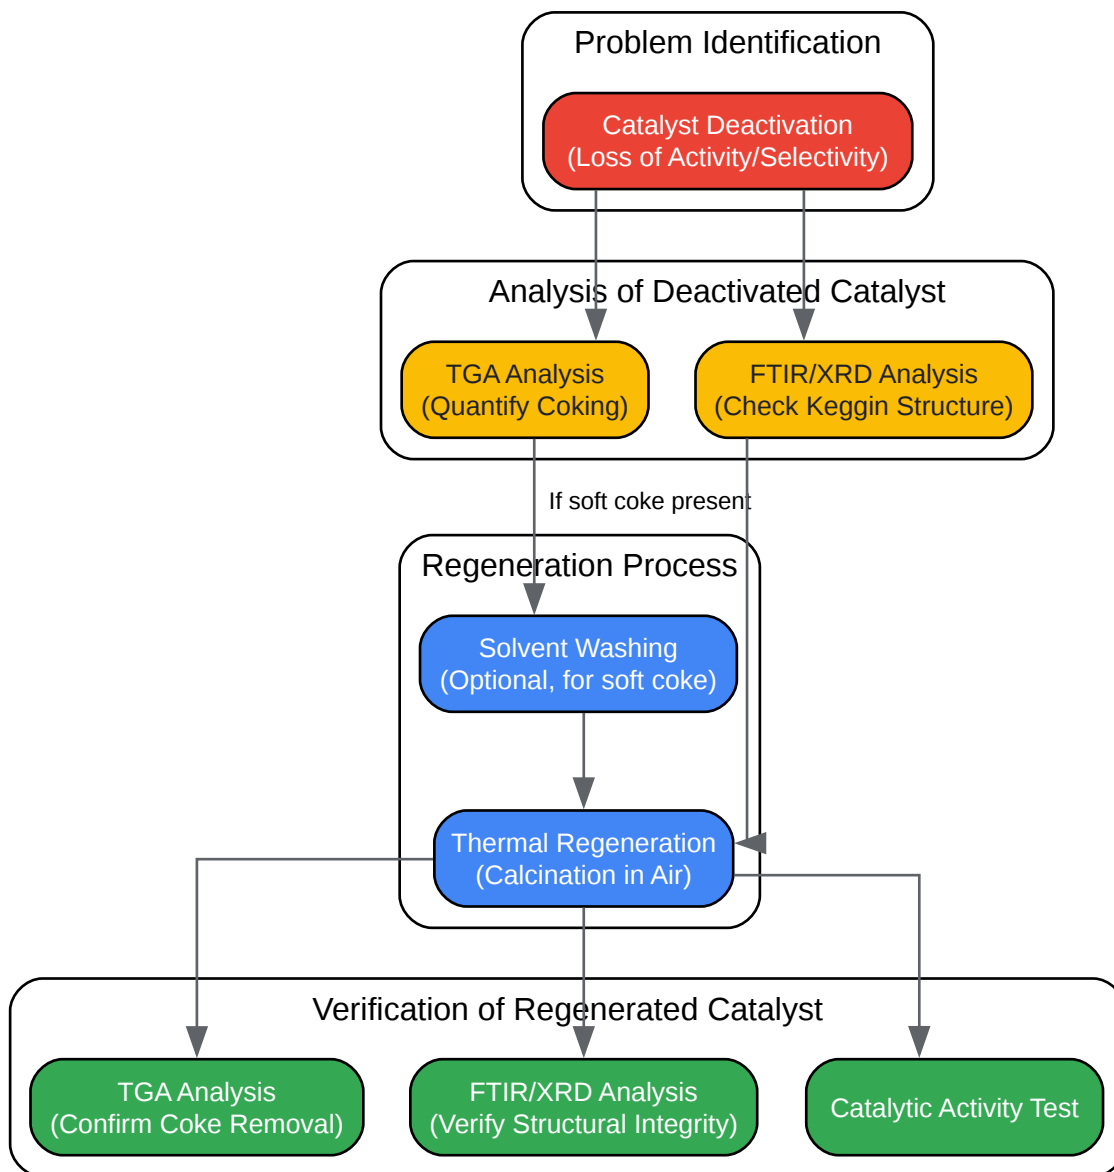 Problem Identification
Catalyst Deactivation
(Loss of Activity/Selectivity)
Analysis of Deactivated Catalyst
TGA Analysis
(Quantify Coking)
FTIR/XRD Analysis
(Check Keggin Structure)
If soft coke present
Regeneration Process
Solvent Washing
(Optional, for soft coke)
Thermal Regeneration
(Calcination in Air)
Verification of Regenerated Catalyst
TGA Analysis
(Confirm Coke Removal)
FTIR/XRD Analysis
(Verify Structural Integrity)
Catalytic Activity Test